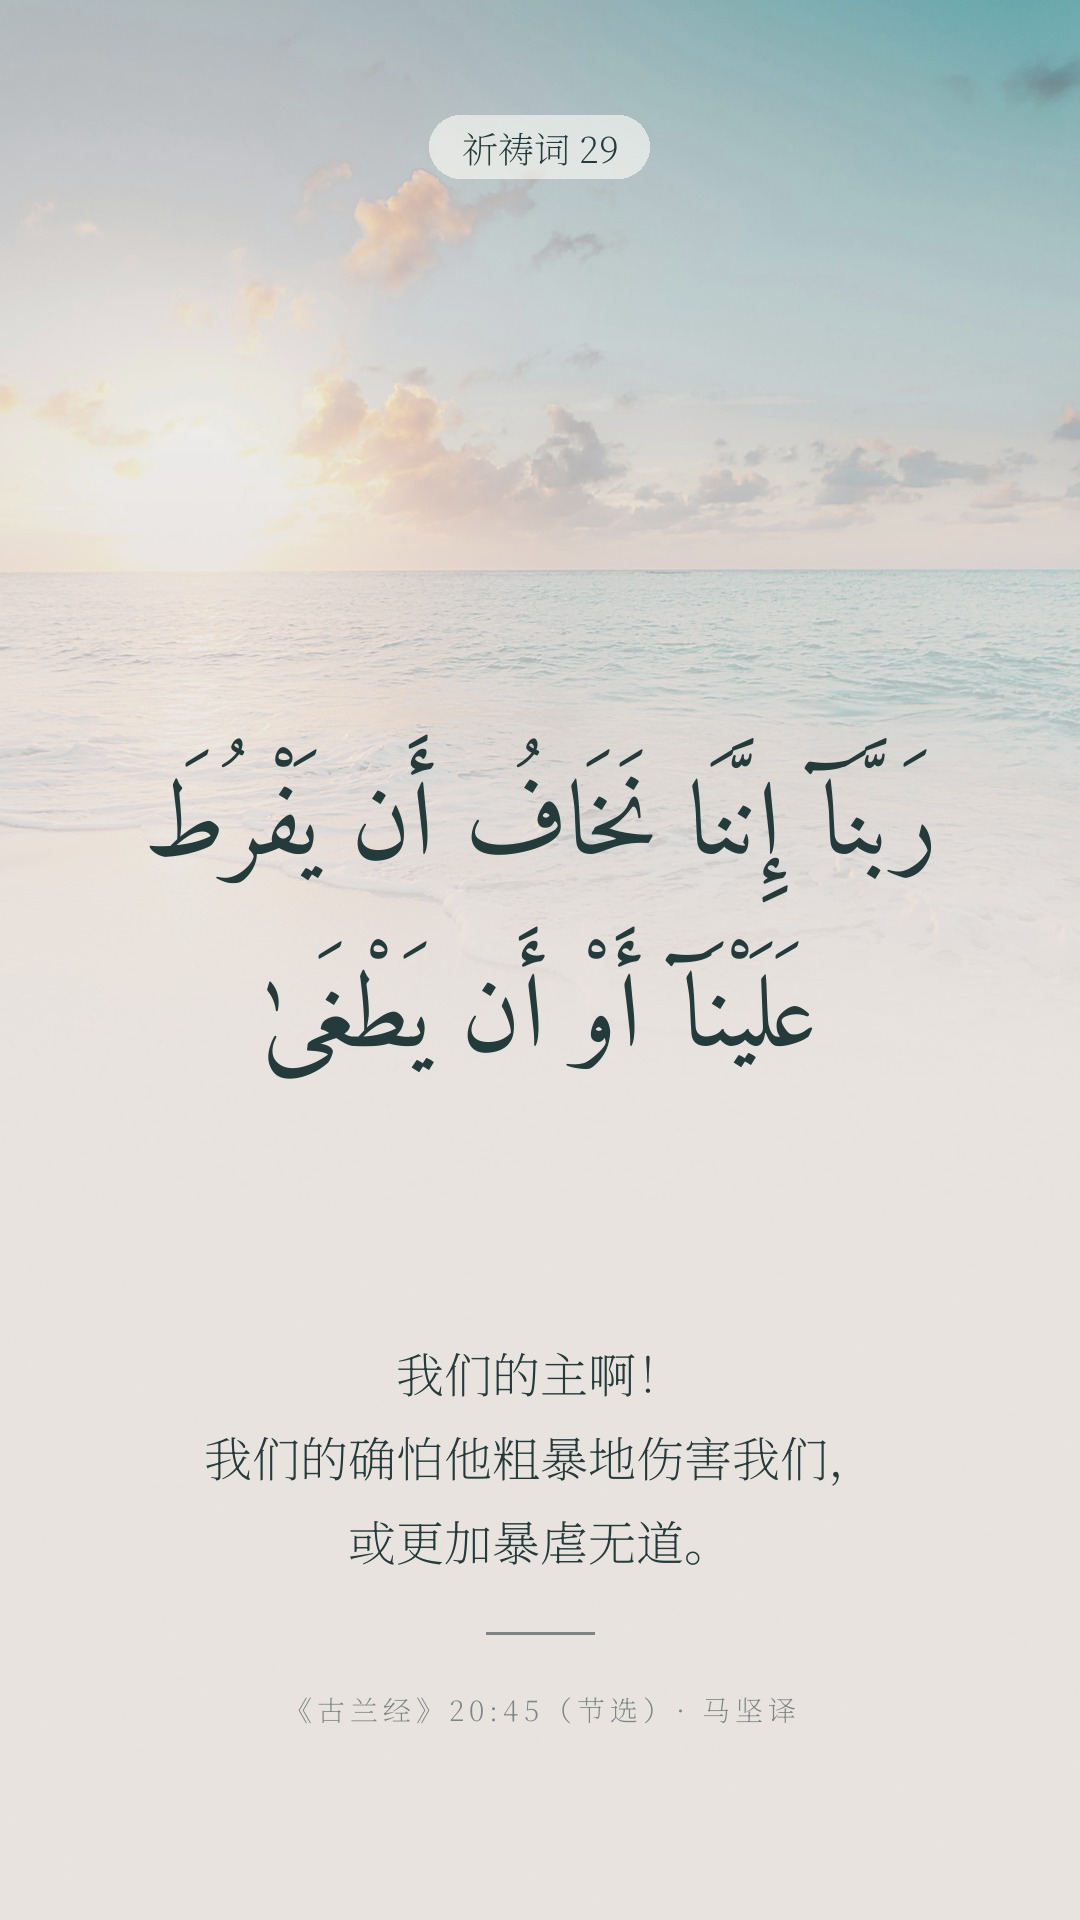 祈祷词 29
رَبَّنَآ إِنَّنَا نَخَافُ أَن يَفْرُطَ
عَلَيْنَآ أَوْ أَن يَطْغَىٰ
我们的主啊！
我们的确怕他粗暴地伤害我们，
或更加暴虐无道。
《古兰经》20:45（节选）· 马坚译